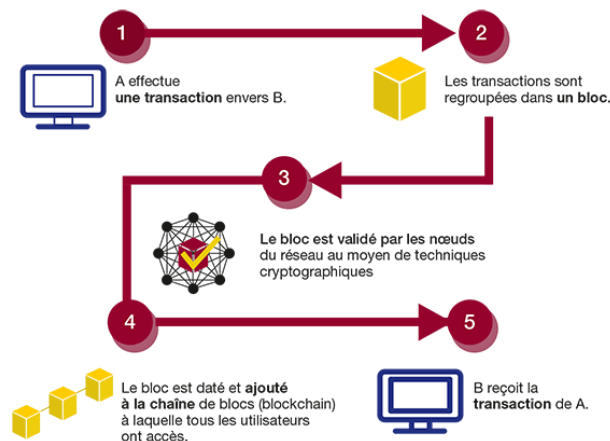 1
2
A effectue
une transaction envers B.
Les transactions sont
regroupées dans un bloc.
3
Le bloc est validé par les nœuds
du réseau au moyen de techniques
cryptographiques
4
5
Le bloc est daté et ajouté
à la chaîne de blocs (blockchain)
à laquelle tous les utilisateurs
ont accès.
B reçoit la
transaction de A.